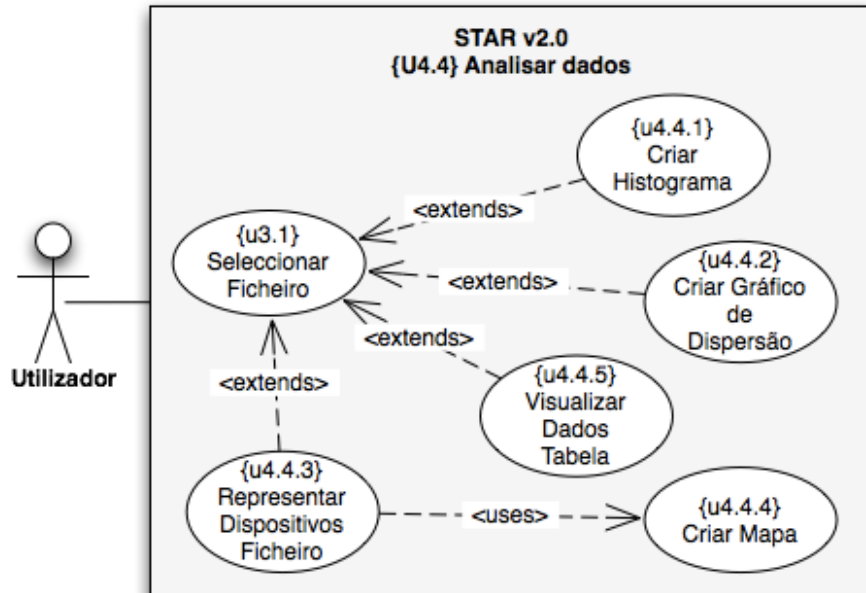 STAR v2.0
{U4.4} Analisar dados
{u4.4.1}
Criar
Histograma
<extends>
{u3.1}
Seleccionar
Ficheiro
{u4.4.2}
Criar Gráfico
de
Dispersão
<extends>
<extends>
{u4.4.5}
Visualizar
Dados
Tabela
Utilizador
<extends>
{u4.4.3}
Representar
Dispositivos
Ficheiro
<uses>
{u4.4.4}
Criar Mapa